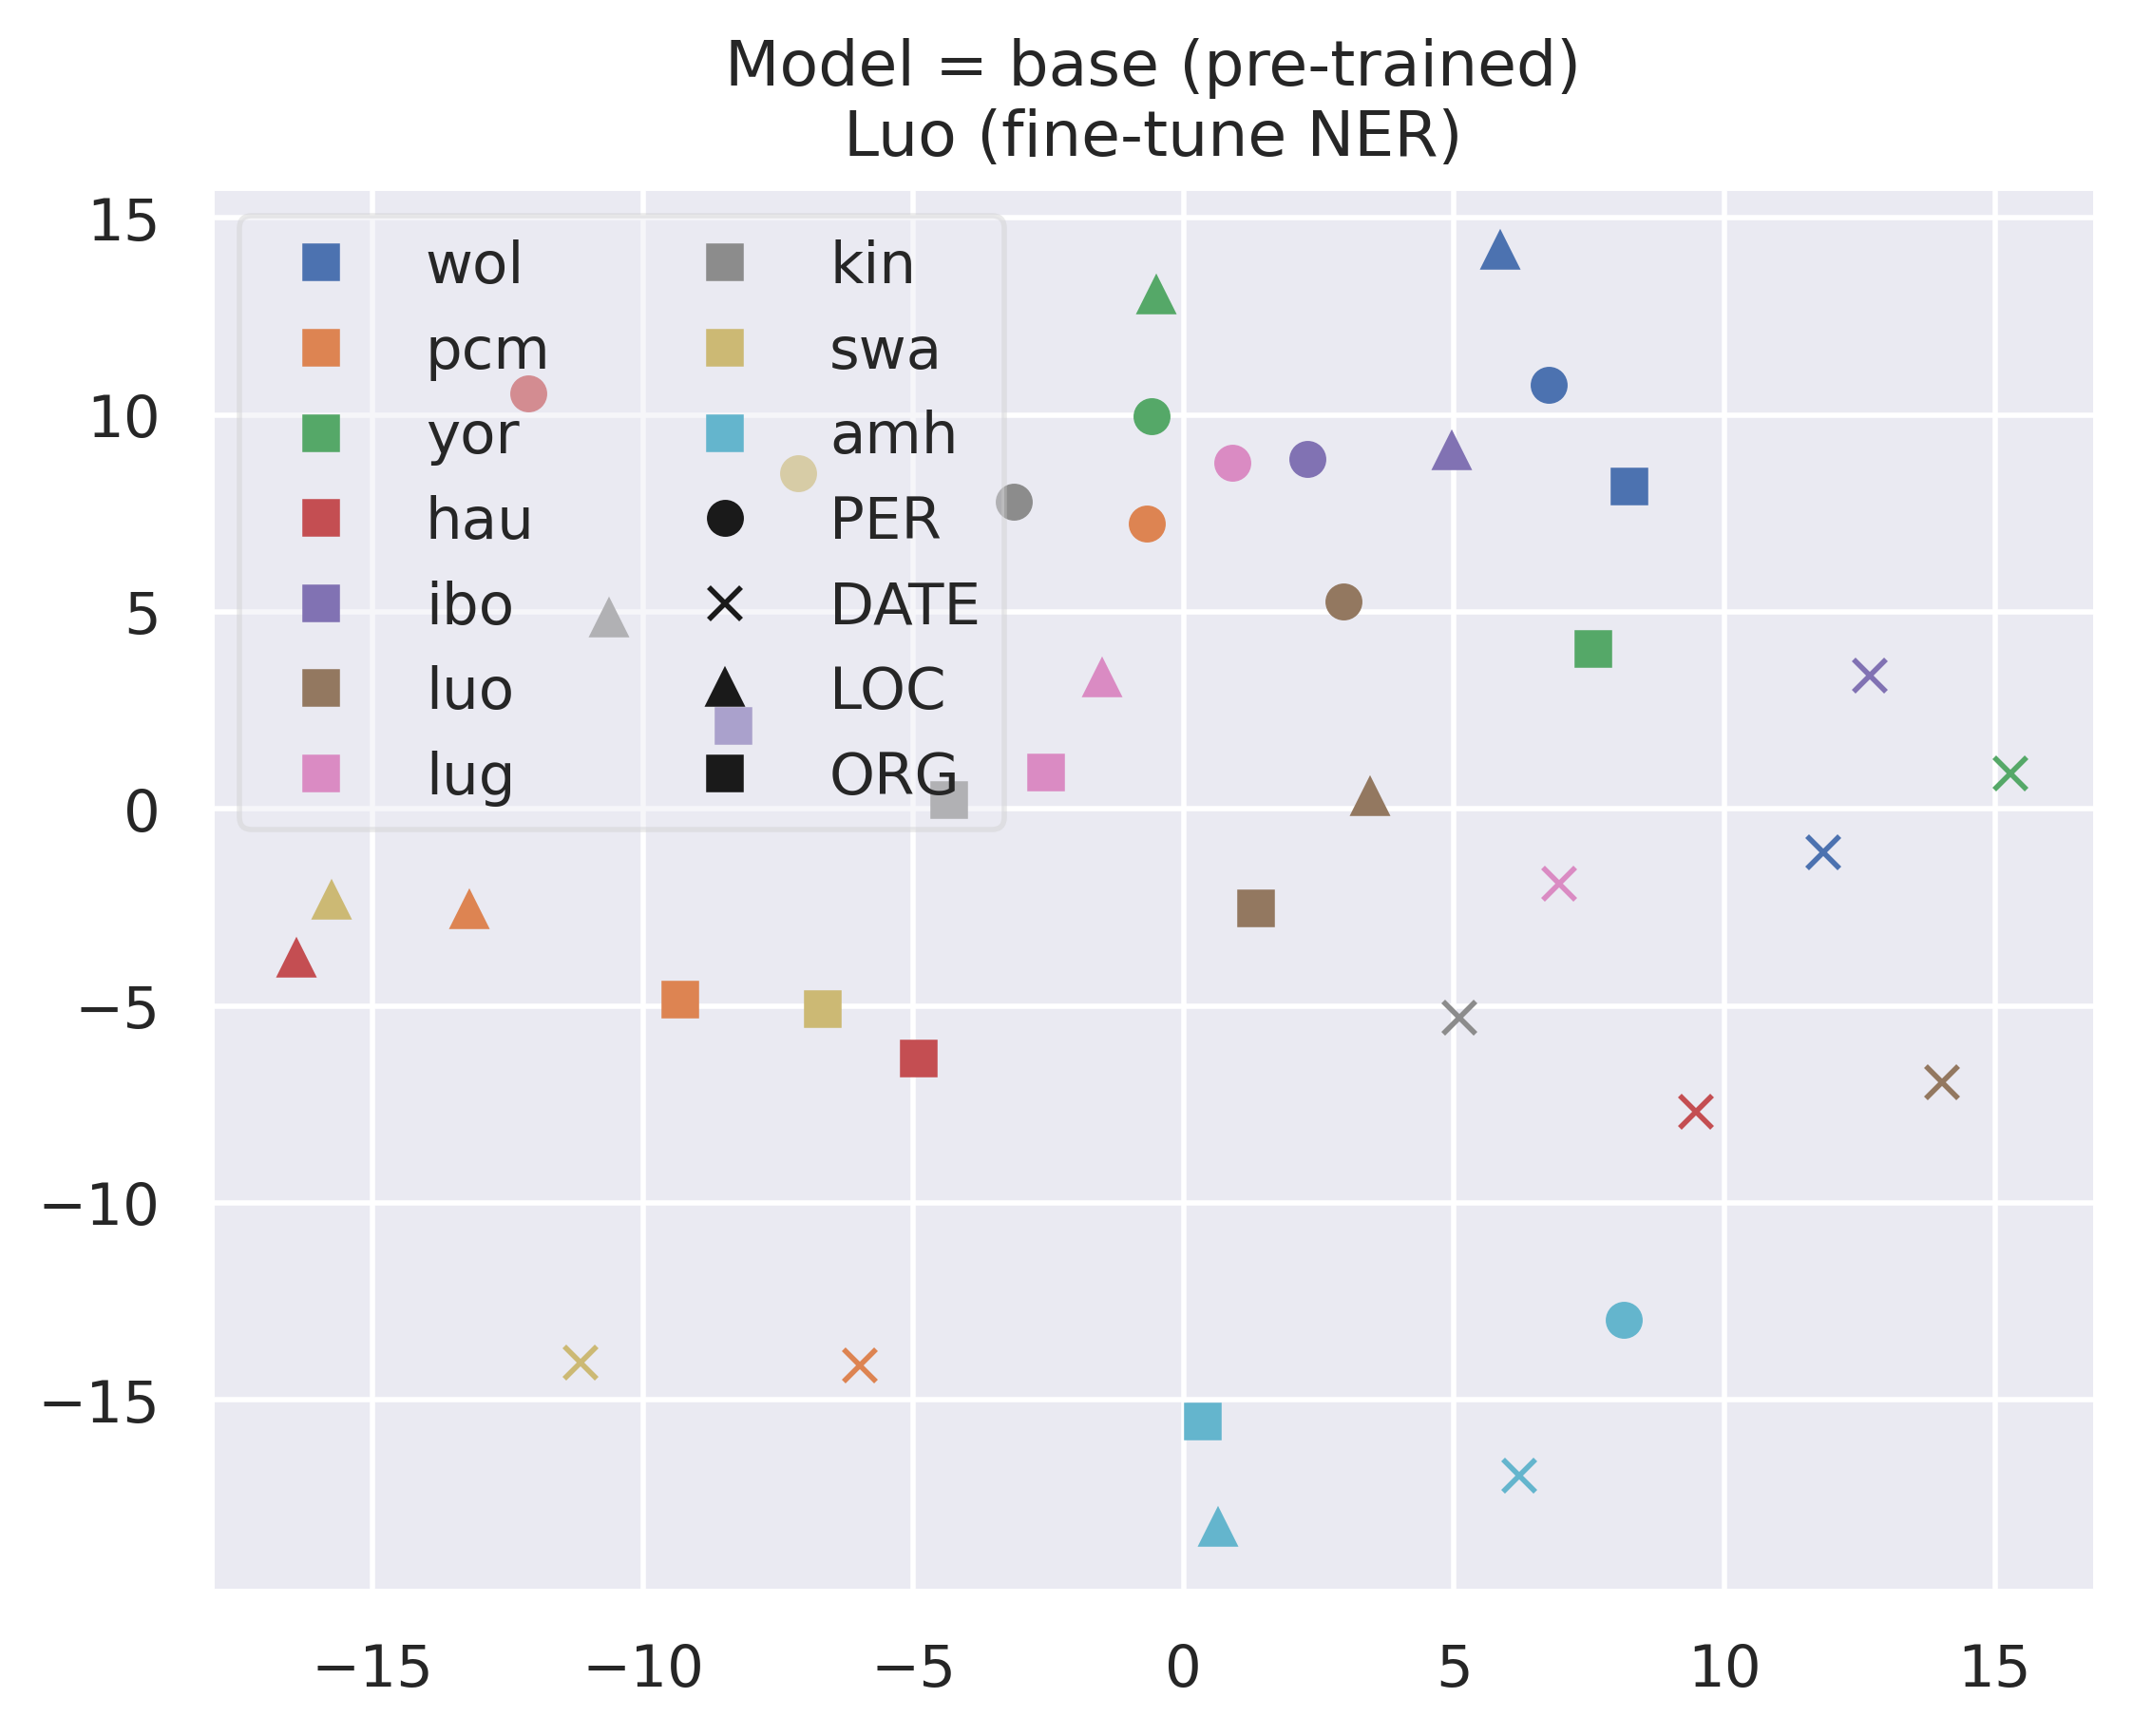 Model = base (pre-trained)
Luo (fine-tune NER)
15
10
5
0
−5
−10
−15
wol
pcm
yor
hau
ibo
luo
lug
kin
swa
amh
PER
DATE
LOC
ORG
−15
−10
−5
0
5
10
15